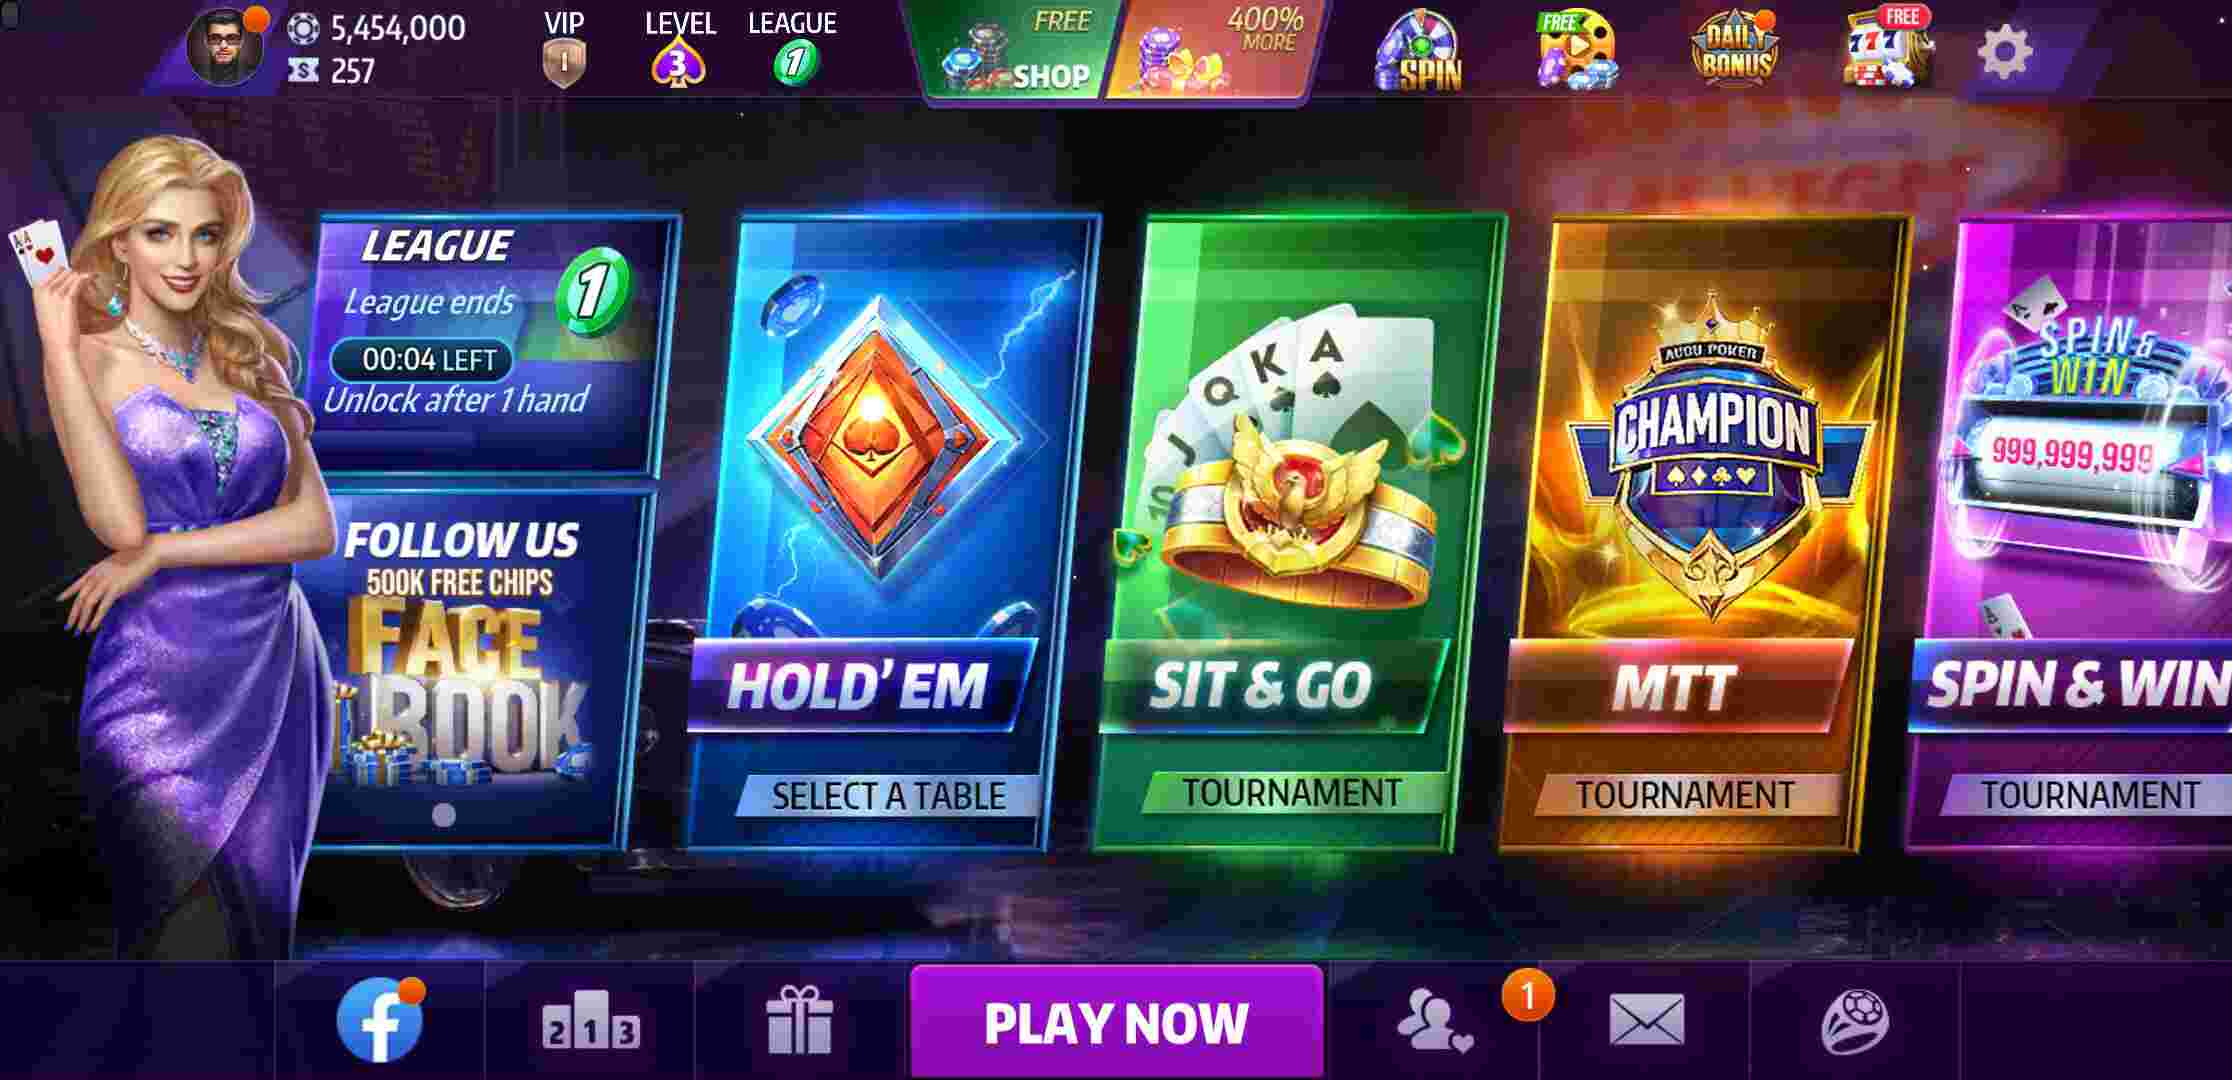 5,454,000
257
VIP
1
LEVEL
3
LEAGUE
1
FREE
SHOP
400%
MORE
SPIN
FREE
DAILY
BONUS
FREE
777
LEAGUE
1
League ends
00:04 LEFT
Unlock after 1 hand
FOLLOW US
500K FREE CHIPS
FACE
BOOK
HOLD'EM
SELECT A TABLE
10 J Q K A
SIT & GO
TOURNAMENT
CHAMPION
MTT
TOURNAMENT
SPIN &
WIN
999,999,999
SPIN & WIN
TOURNAMENT
2 1 3
PLAY NOW
1